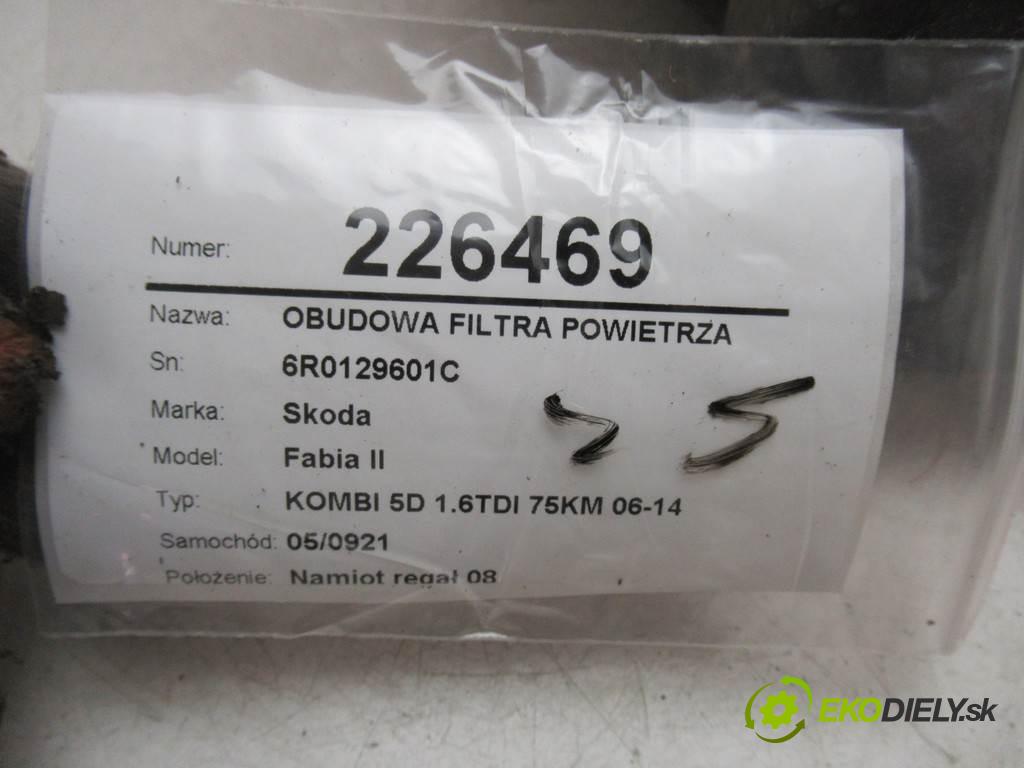 Numer: 226469
Nazwa: OBUDOWA FILTRA POWIETRZA
Sn: 6R0129601C
Marka: Skoda
Model: Fabia II
Typ: KOMBI 5D 1.6TDI 75KM 06-14
Samochód: 05/0921
Położenie: Namiot regał 08
EKODIELY.sk